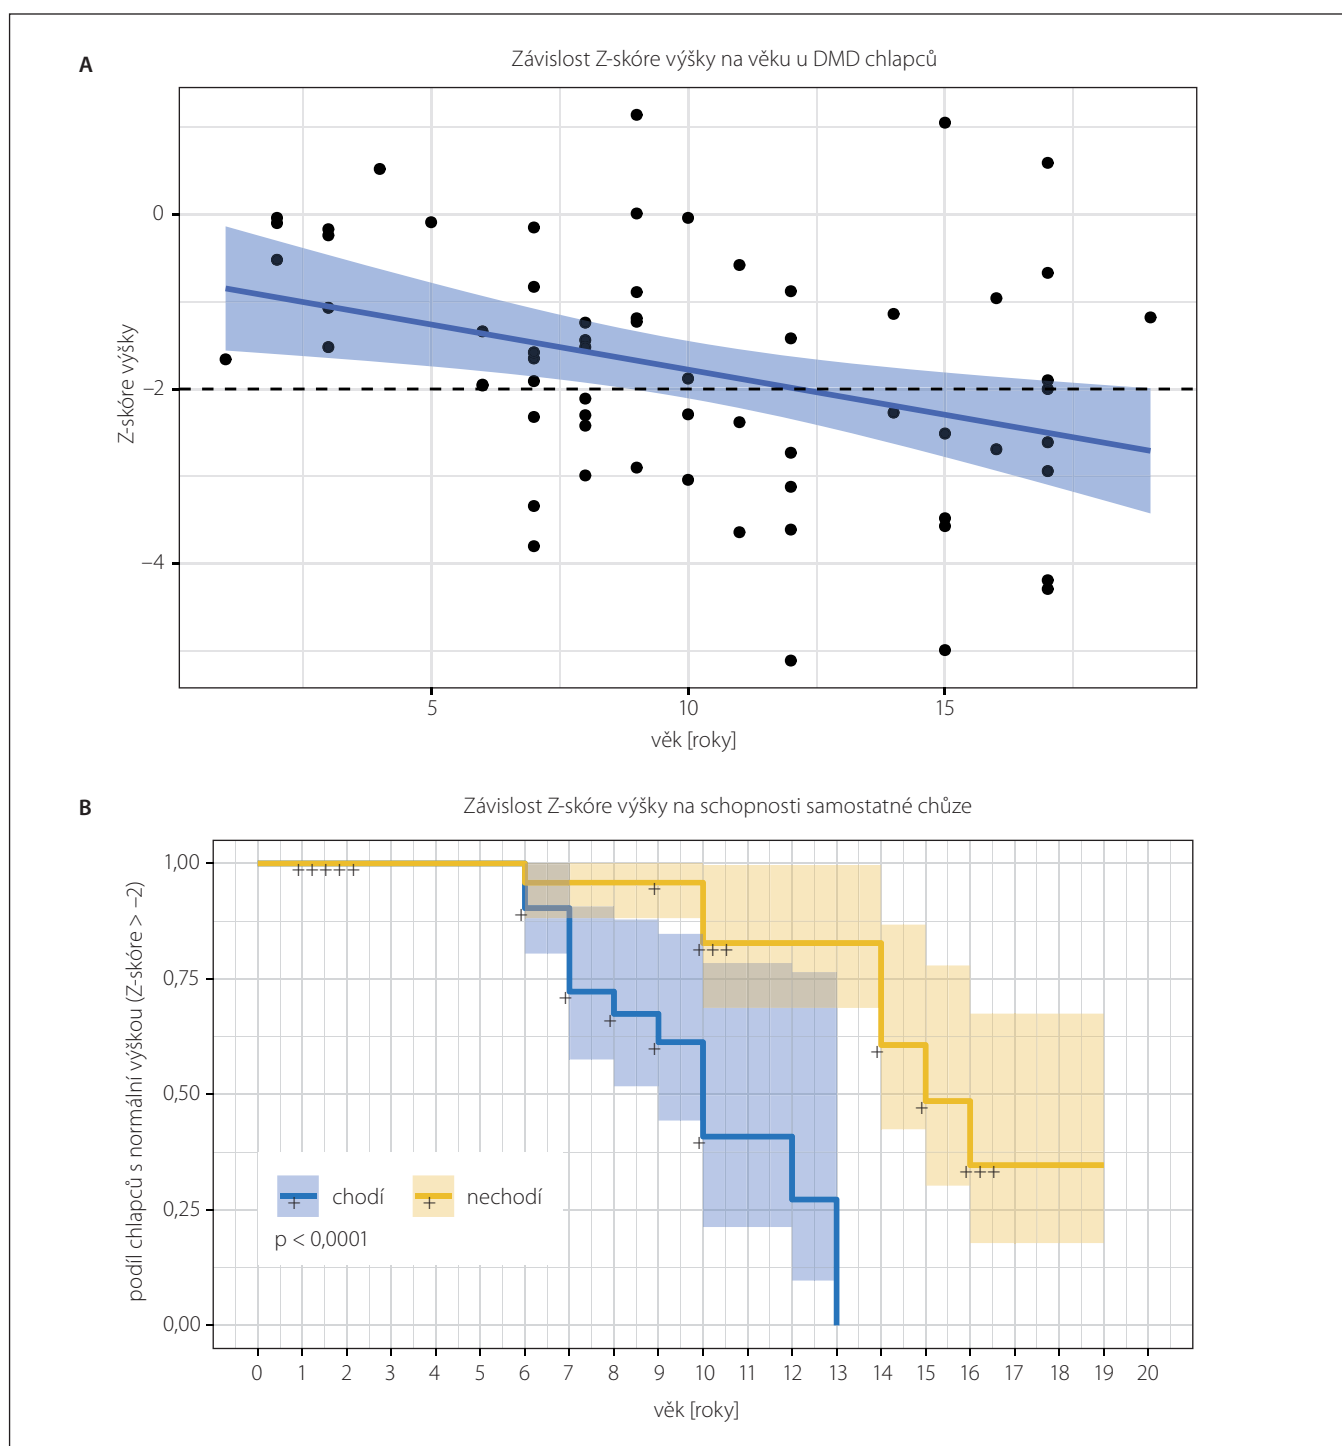 A
Závislost Z-skóre výšky na věku u DMD chlapců
Z-skóre výšky
0
−2
−4
5
10
15
věk [roky]
B
Závislost Z-skóre výšky na schopnosti samostatné chůze
podíl chlapců s normální výškou (Z-skóre > −2)
1,00
0,75
0,50
0,25
0,00
chodí
nechodí
p < 0,0001
0 1 2 3 4 5 6 7 8 9 10 11 12 13 14 15 16 17 18 19 20
věk [roky]